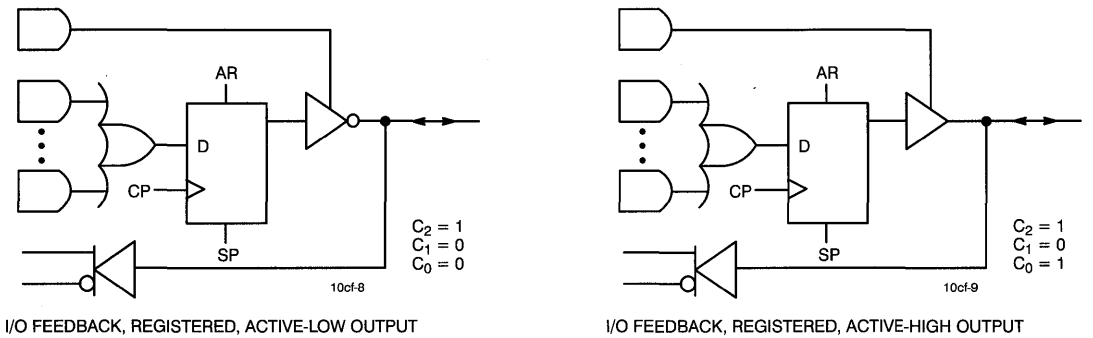 AR
D
CP
SP
C₂ = 1
C₁ = 0
C₀ = 0
10cf-8
I/O FEEDBACK, REGISTERED, ACTIVE-LOW OUTPUT
AR
D
CP
SP
C₂ = 1
C₁ = 0
C₀ = 1
10cf-9
I/O FEEDBACK, REGISTERED, ACTIVE-HIGH OUTPUT